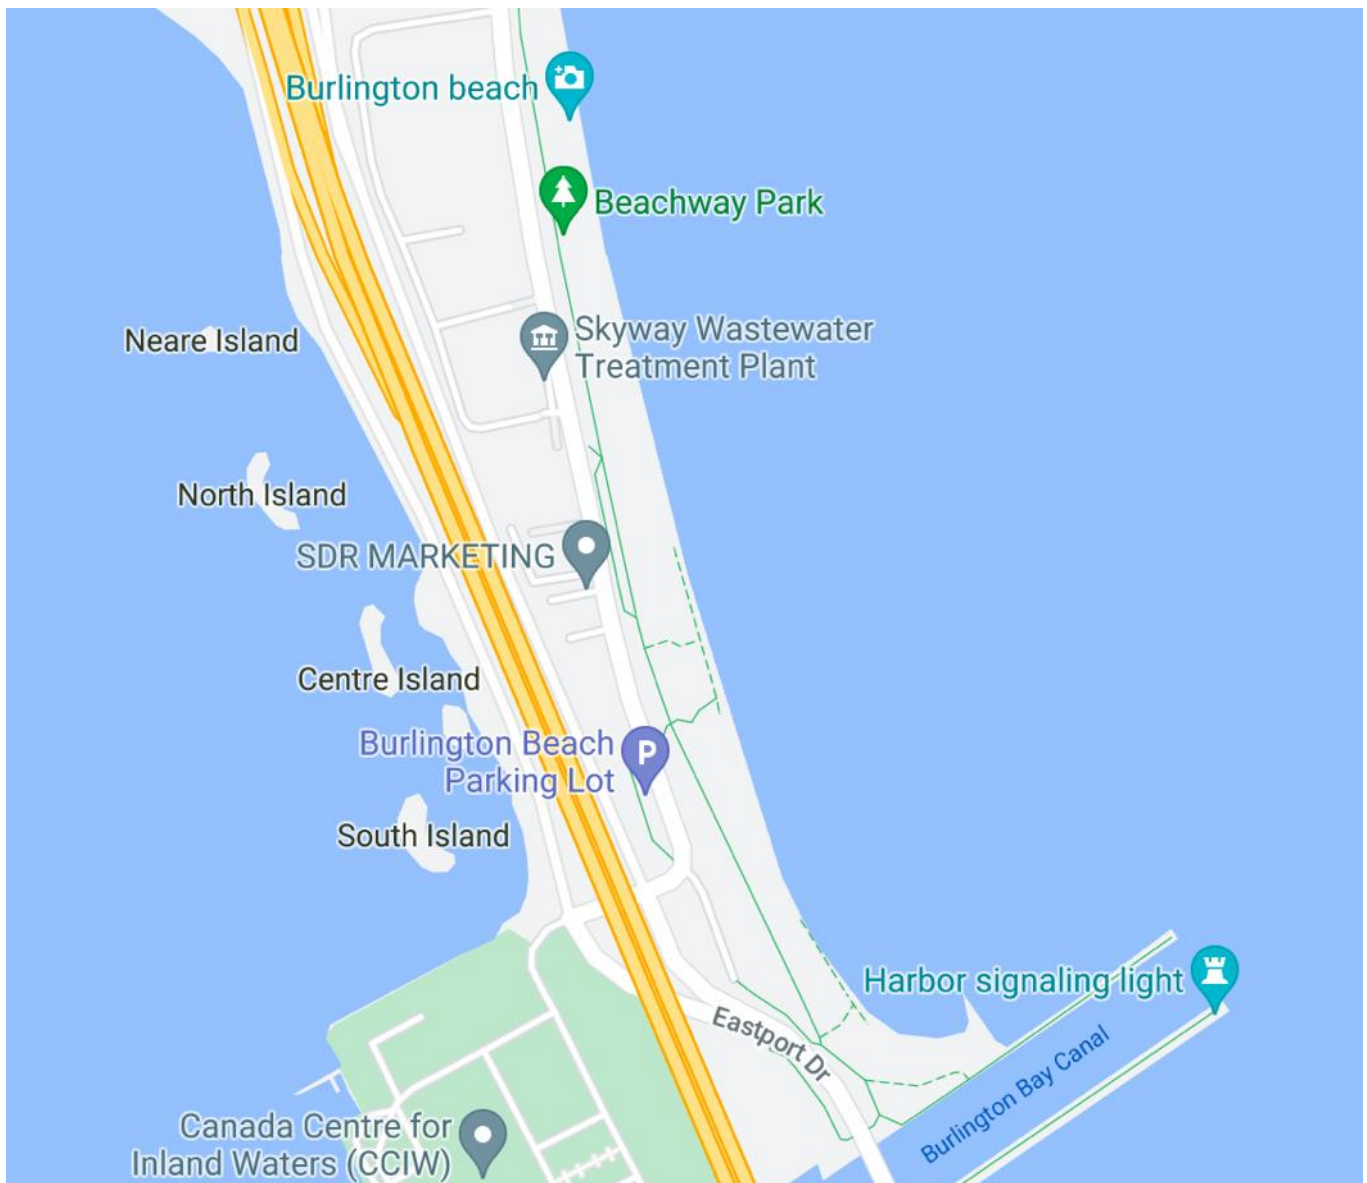 Burlington beach
Beachway Park
Skyway Wastewater
Treatment Plant
Neare Island
North Island
SDR MARKETING
Centre Island
Burlington Beach
Parking Lot
P
South Island
Harbor signaling light
Eastport Dr
Burlington Bay Canal
Canada Centre for
Inland Waters (CCIW)